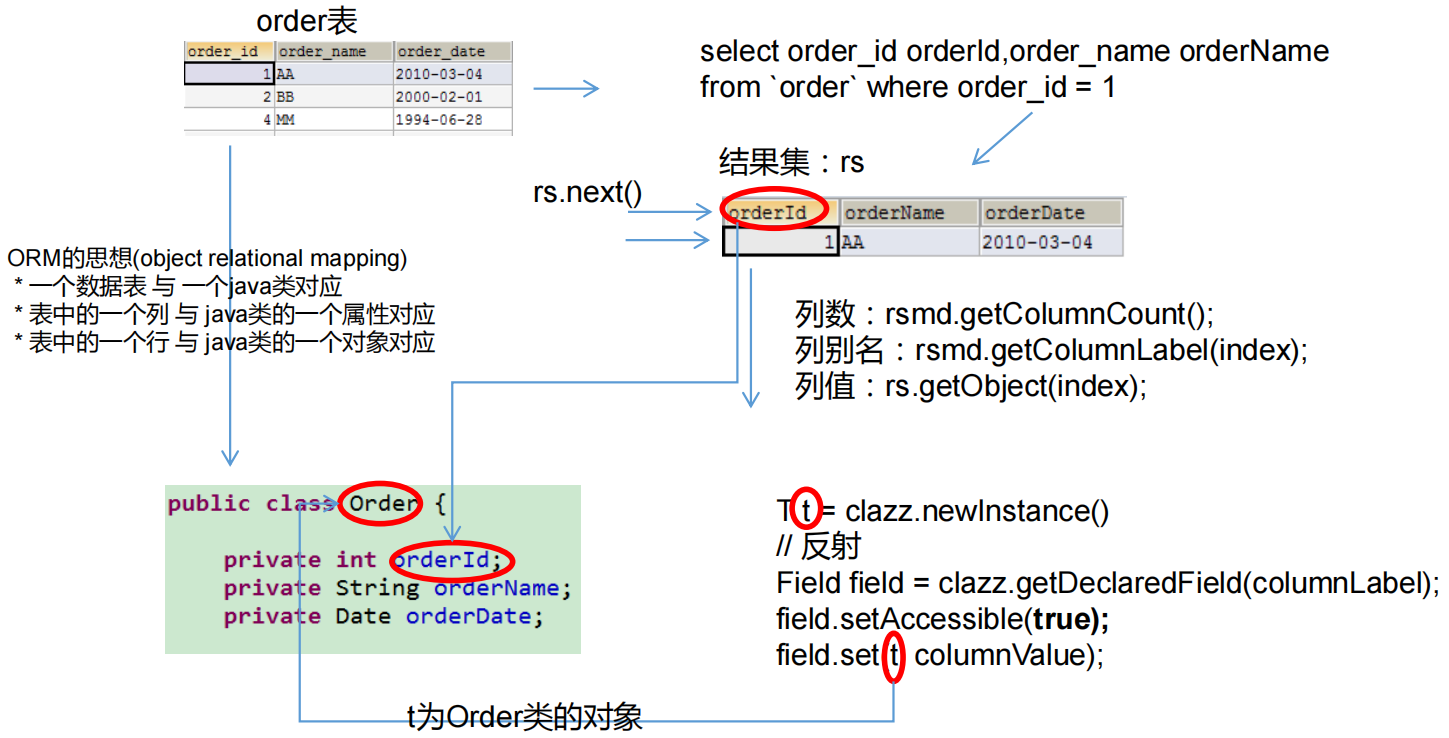 order表
order_id order_name order_date
1 AA 2010-03-04
2 BB 2000-02-01
4 MM 1994-06-28
select order_id orderId,order_name orderName
from `order` where order_id = 1
结果集：rs
rs.next()
orderId orderName orderDate
1 AA 2010-03-04
ORM的思想(object relational mapping)
* 一个数据表 与 一个java类对应
* 表中的一个列 与 java类的一个属性对应
* 表中的一个行 与 java类的一个对象对应
列数：rsmd.getColumnCount();
列别名：rsmd.getColumnLabel(index);
列值：rs.getObject(index);
public class Order {
private int orderId;
private String orderName;
private Date orderDate;
T t = clazz.newInstance()
// 反射
Field field = clazz.getDeclaredField(columnLabel);
field.setAccessible(true);
field.set(t, columnValue);
t为Order类的对象